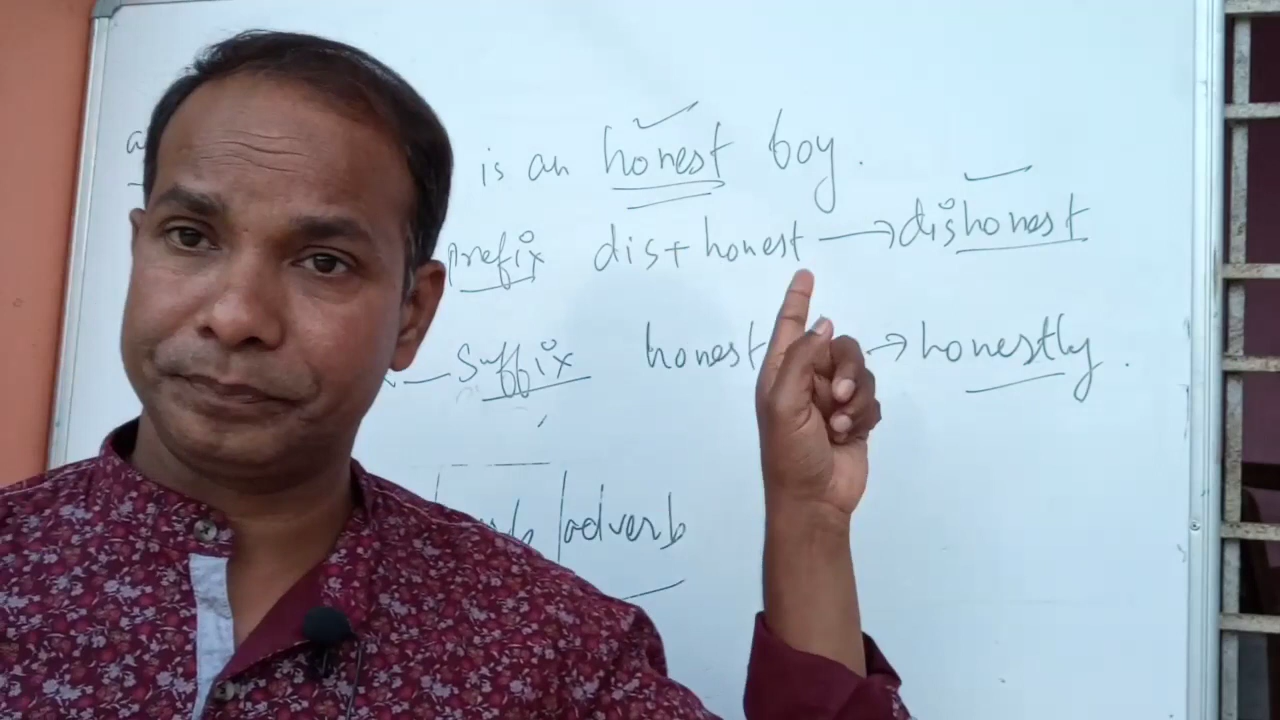 is an honest boy.
prefix dis+honest → dishonest
— Suffix honest → honestly.
|adverb